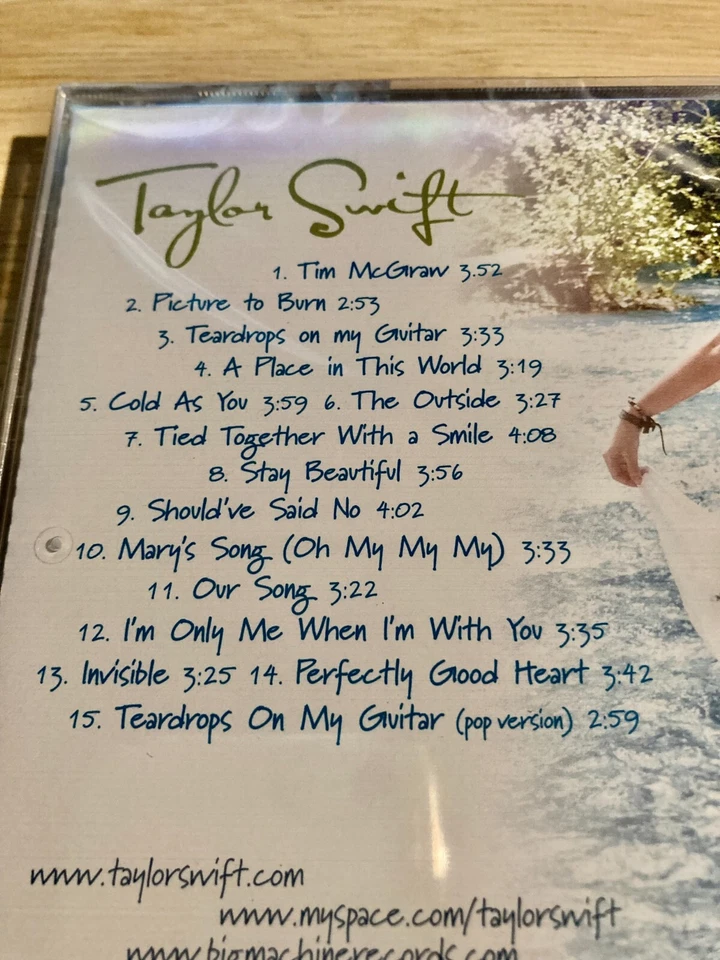 Taylor Swift
1. Tim McGraw 3.52
2. Picture to Burn 2:53
3. Teardrops on my Guitar 3:33
4. A Place in This World 3:19
5. Cold As You 3:59 6. The Outside 3:27
7. Tied Together With a Smile 4:08
8. Stay Beautiful 3:56
9. Should've Said No 4:02
10. Mary's Song (Oh My My My) 3:33
11. Our Song 3:22
12. I'm Only Me When I'm With You 3:35
13. Invisible 3:25 14. Perfectly Good Heart 3:42
15. Teardrops On My Guitar (pop version) 2:59
www.taylorswift.com
www.myspace.com/taylorswift
www.bigmachinerecords.com